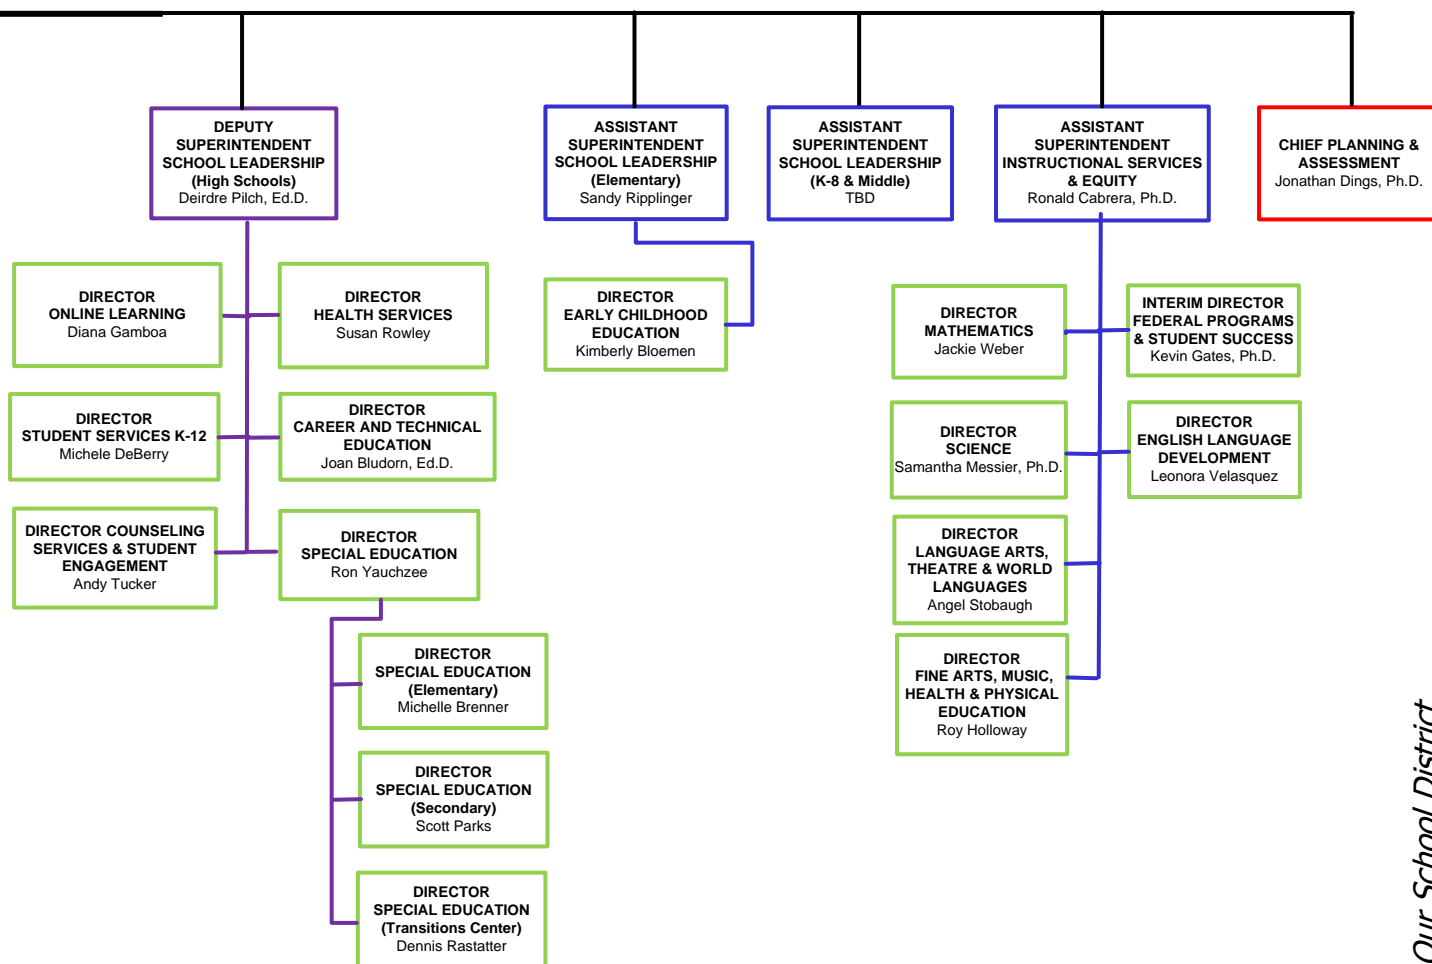 DEPUTY
SUPERINTENDENT
SCHOOL LEADERSHIP
(High Schools)
Deirdre Pilch, Ed.D.
ASSISTANT
SUPERINTENDENT
SCHOOL LEADERSHIP
(Elementary)
Sandy Ripplinger
ASSISTANT
SUPERINTENDENT
SCHOOL LEADERSHIP
(K-8 & Middle)
TBD
ASSISTANT
SUPERINTENDENT
INSTRUCTIONAL SERVICES
& EQUITY
Ronald Cabrera, Ph.D.
CHIEF PLANNING &
ASSESSMENT
Jonathan Dings, Ph.D.
DIRECTOR
ONLINE LEARNING
Diana Gamboa
DIRECTOR
HEALTH SERVICES
Susan Rowley
DIRECTOR
EARLY CHILDHOOD
EDUCATION
Kimberly Bloemen
DIRECTOR
MATHEMATICS
Jackie Weber
INTERIM DIRECTOR
FEDERAL PROGRAMS
& STUDENT SUCCESS
Kevin Gates, Ph.D.
DIRECTOR
STUDENT SERVICES K-12
Michele DeBerry
DIRECTOR
CAREER AND TECHNICAL
EDUCATION
Joan Bludorn, Ed.D.
DIRECTOR
SCIENCE
Samantha Messier, Ph.D.
DIRECTOR
ENGLISH LANGUAGE
DEVELOPMENT
Leonora Velasquez
DIRECTOR COUNSELING
SERVICES & STUDENT
ENGAGEMENT
Andy Tucker
DIRECTOR
SPECIAL EDUCATION
Ron Yauchzee
DIRECTOR
LANGUAGE ARTS,
THEATRE & WORLD
LANGUAGES
Angel Stobaugh
DIRECTOR
SPECIAL EDUCATION
(Elementary)
Michelle Brenner
DIRECTOR
FINE ARTS, MUSIC,
HEALTH & PHYSICAL
EDUCATION
Roy Holloway
DIRECTOR
SPECIAL EDUCATION
(Secondary)
Scott Parks
DIRECTOR
SPECIAL EDUCATION
(Transitions Center)
Dennis Rastatter
Our School District